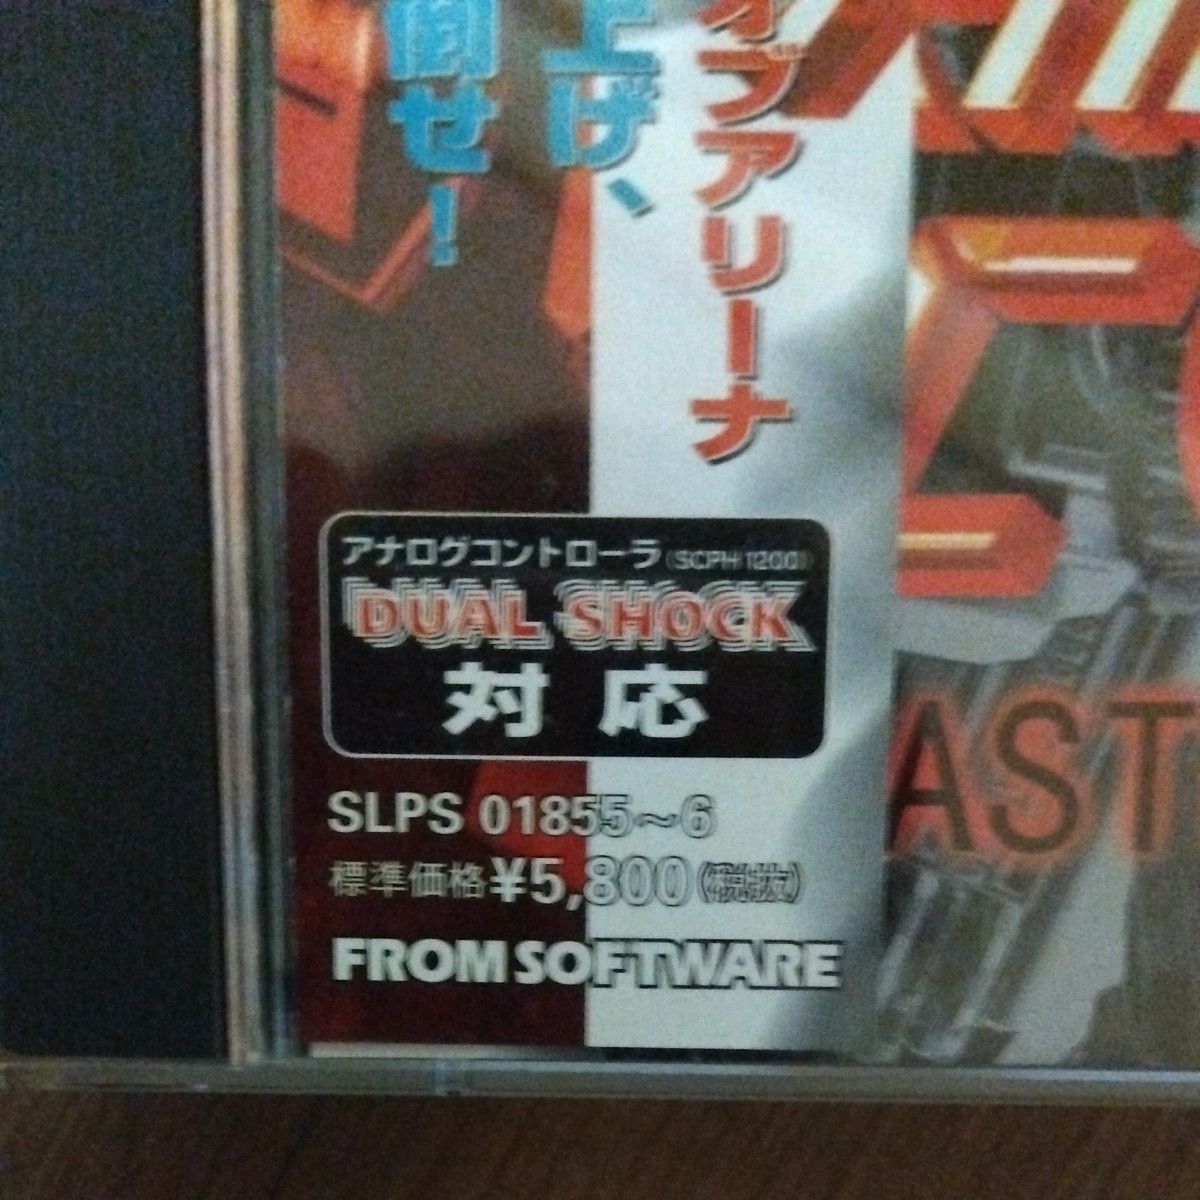 オブアリーナ
上げ、
倒せ!
アナログコントローラ(SCPH-1200)
DUAL SHOCK
対応
SLPS 01855～6
標準価格¥5,800(税抜)
FROMSOFTWARE
AST